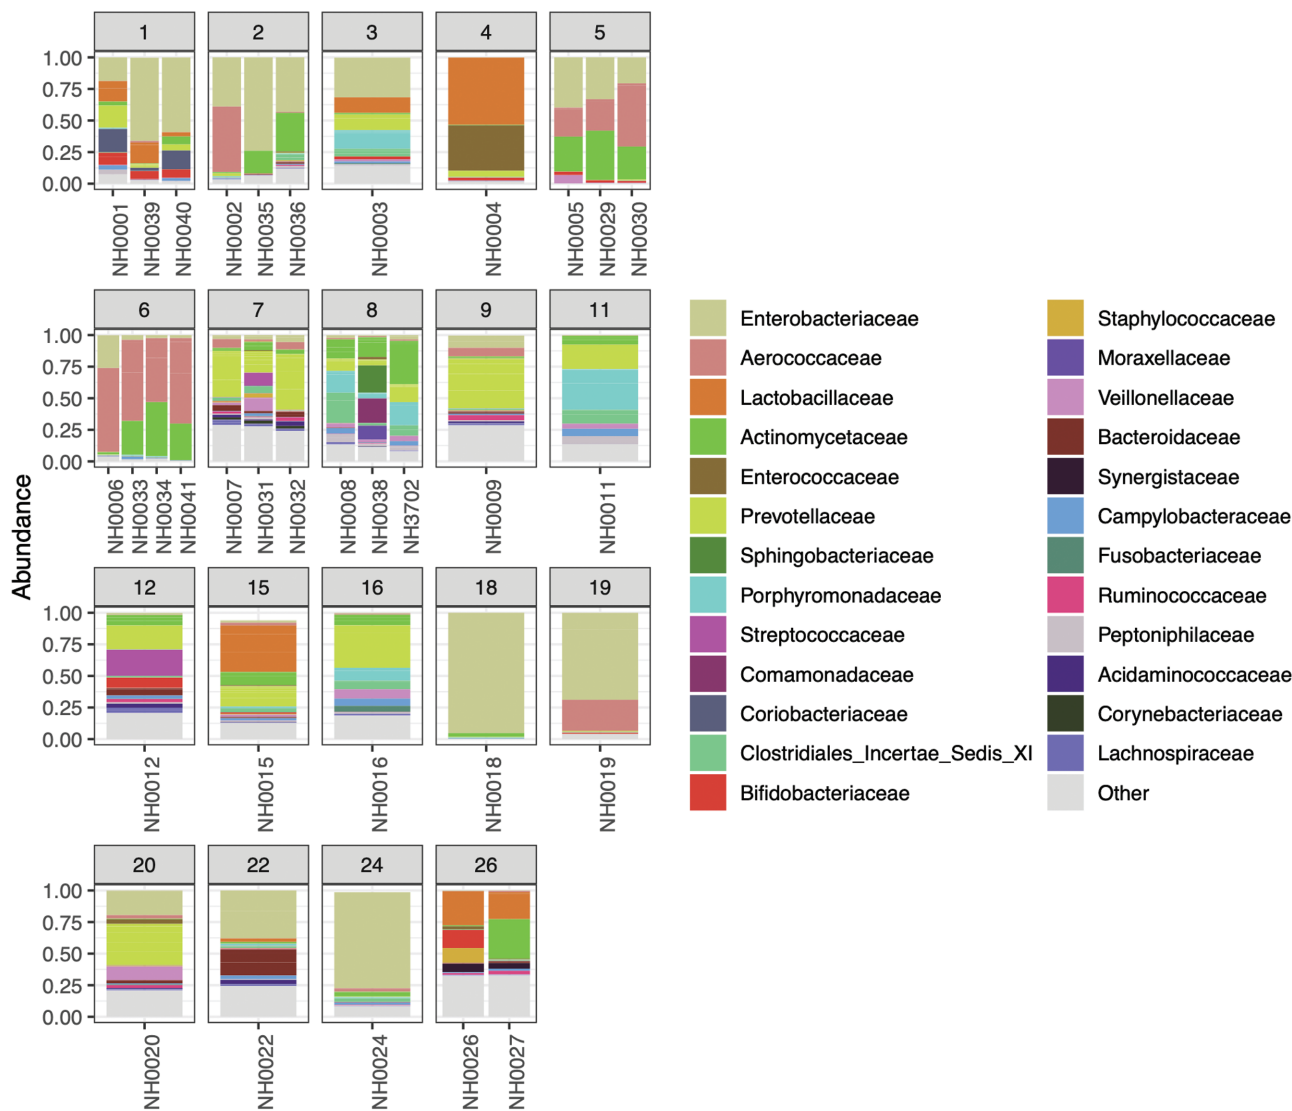 1 2 3 4 5
1.00
0.75
0.50
0.25
0.00
NH0001 NH0039 NH0040 NH0002 NH0035 NH0036 NH0003 NH0004 NH0005 NH0029 NH0030
6 7 8 9 11
1.00
0.75
0.50
0.25
0.00
NH0006 NH0033 NH0034 NH0041 NH0007 NH0031 NH0032 NH0008 NH0038 NH3702 NH0009 NH0011
Abundance
12 15 16 18 19
1.00
0.75
0.50
0.25
0.00
NH0012 NH0015 NH0016 NH0018 NH0019
20 22 24 26
1.00
0.75
0.50
0.25
0.00
NH0020 NH0022 NH0024 NH0026 NH0027
Enterobacteriaceae
Aerococcaceae
Lactobacillaceae
Actinomycetaceae
Enterococcaceae
Prevotellaceae
Sphingobacteriaceae
Porphyromonadaceae
Streptococcaceae
Comamonadaceae
Coriobacteriaceae
Clostridiales_Incertae_Sedis_XI
Bifidobacteriaceae
Staphylococcaceae
Moraxellaceae
Veillonellaceae
Bacteroidaceae
Synergistaceae
Campylobacteraceae
Fusobacteriaceae
Ruminococcaceae
Peptoniphilaceae
Acidaminococcaceae
Corynebacteriaceae
Lachnospiraceae
Other